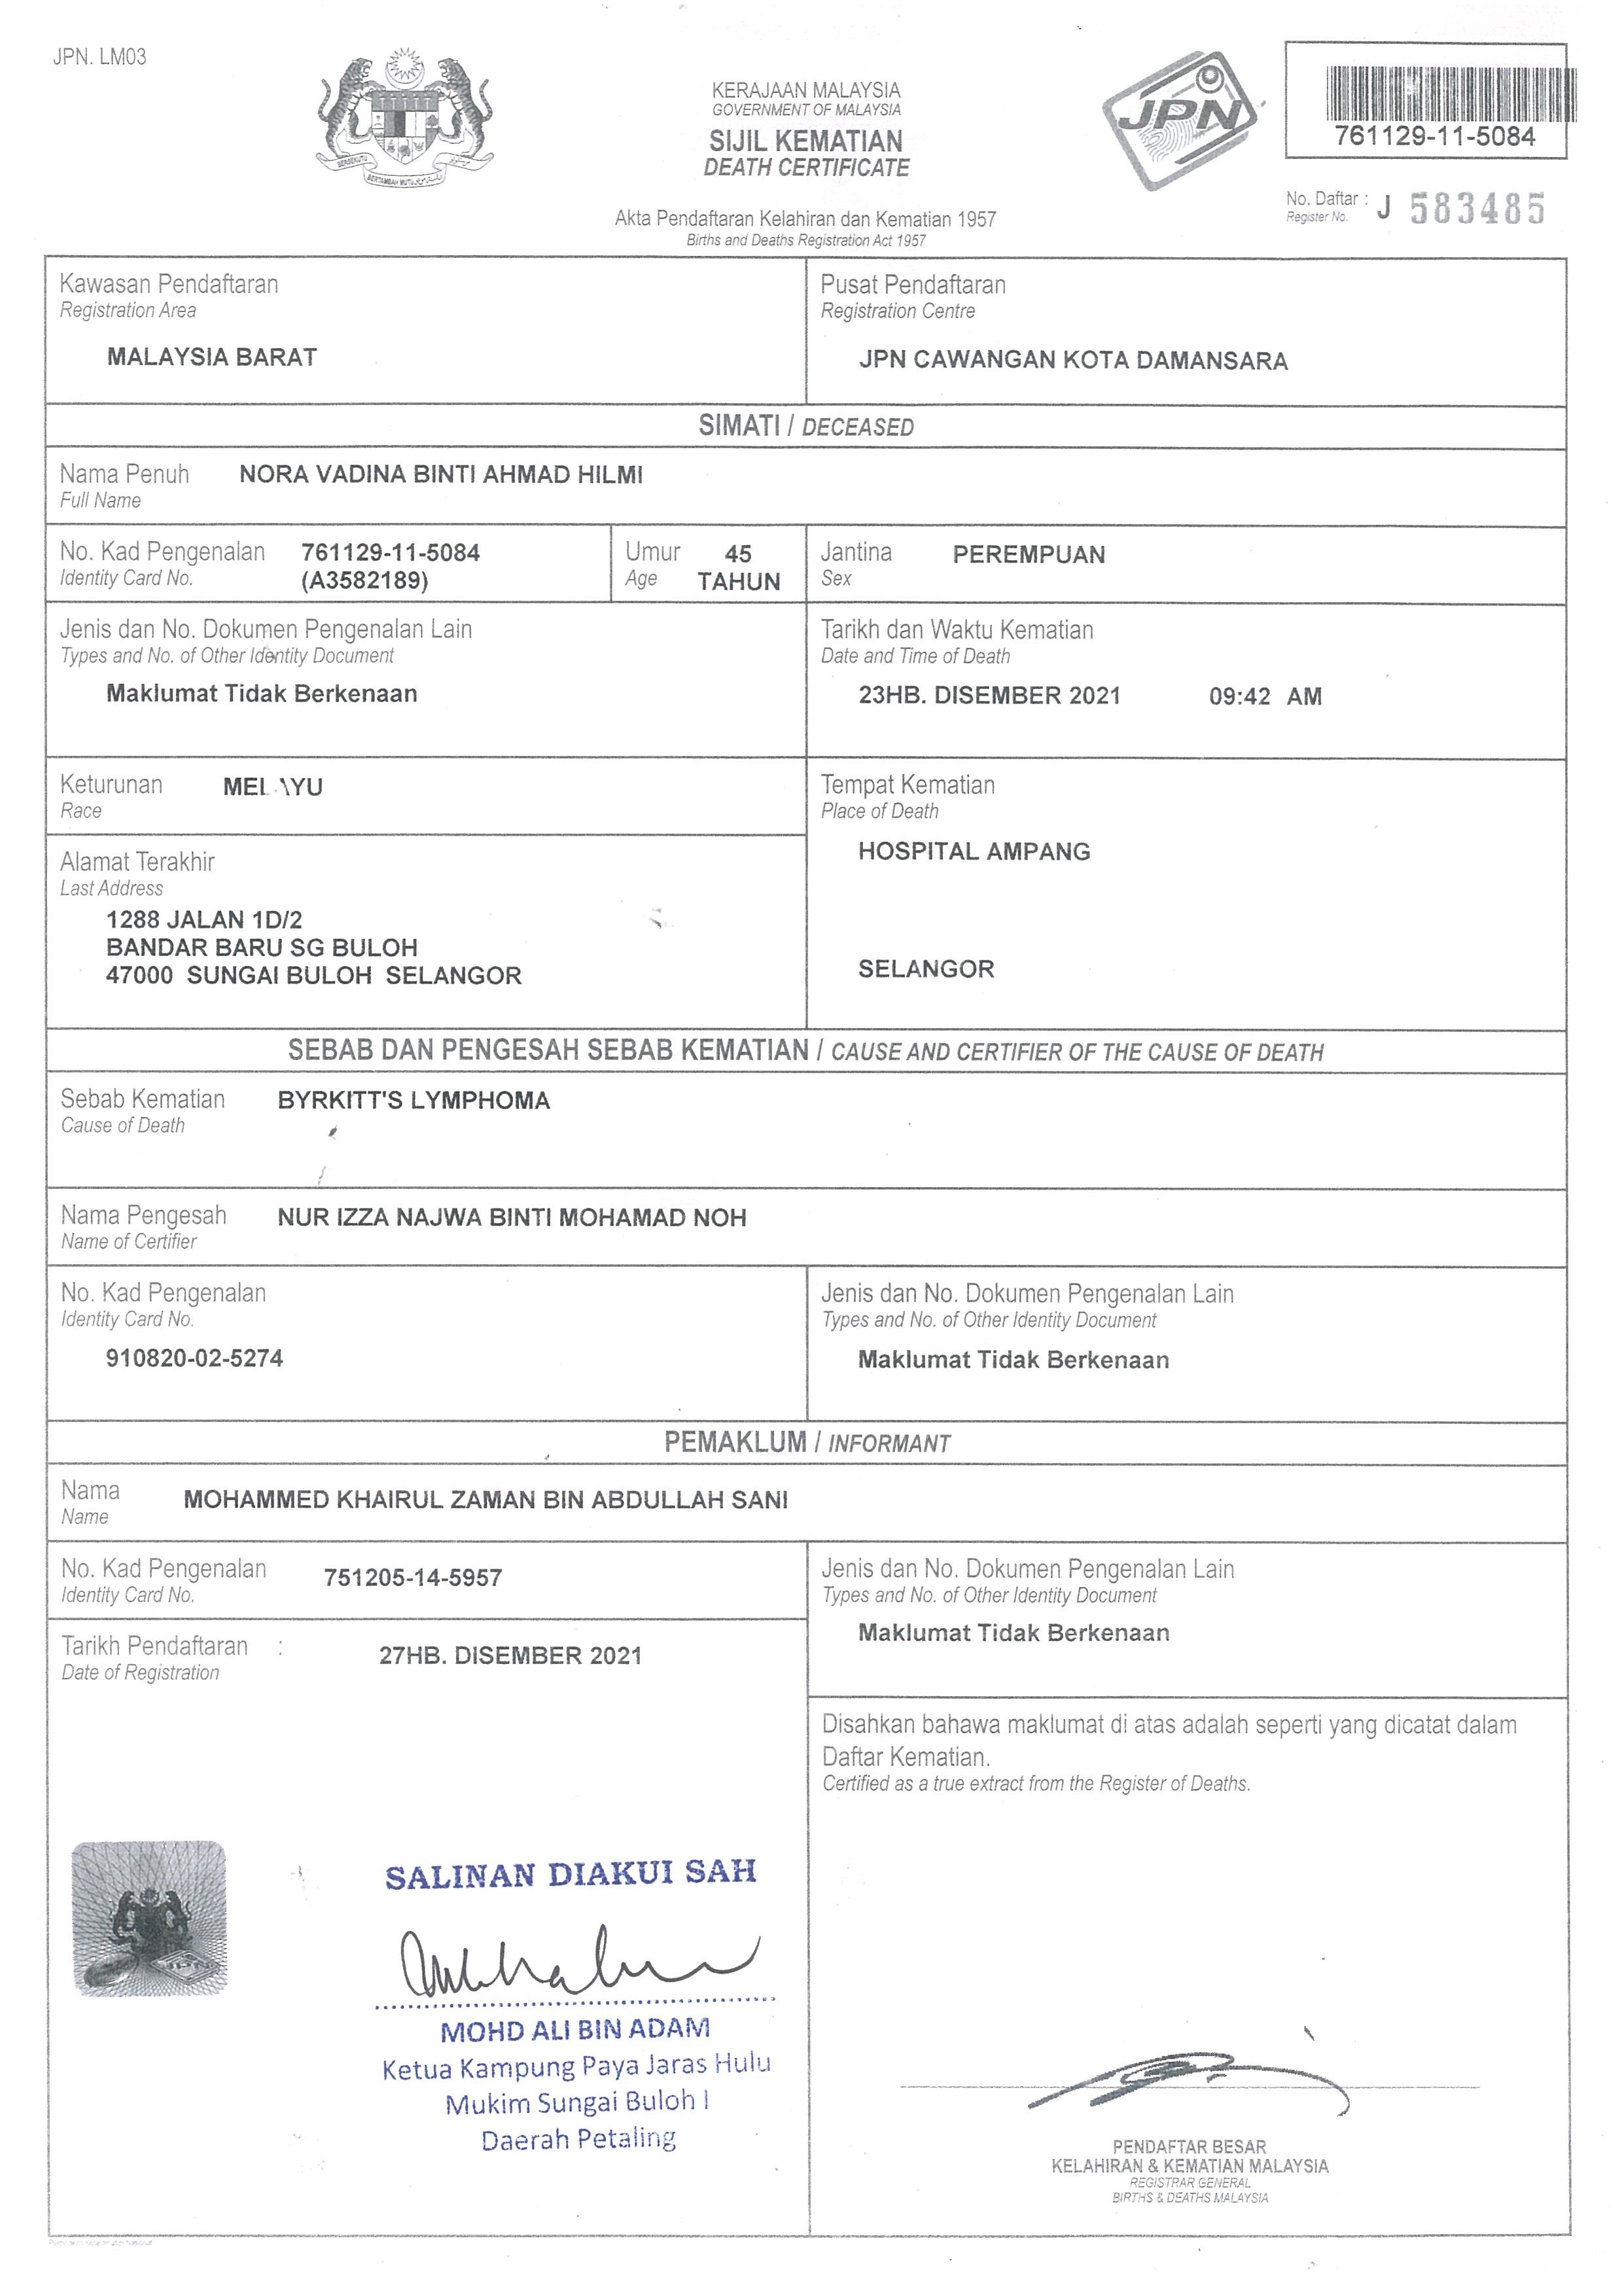 JPN. LM03
KERAJAAN MALAYSIA
GOVERNMENT OF MALAYSIA
SIJIL KEMATIAN
DEATH CERTIFICATE
Akta Pendaftaran Kelahiran dan Kematian 1957
Births and Deaths Registration Act 1957
BERTAMBAH MUTU
JPN
761129-11-5084
No. Daftar : J 583485
Register No.
Kawasan Pendaftaran
Registration Area
MALAYSIA BARAT
Pusat Pendaftaran
Registration Centre
JPN CAWANGAN KOTA DAMANSARA
SIMATI / DECEASED
Nama Penuh NORA VADINA BINTI AHMAD HILMI
Full Name
No. Kad Pengenalan 761129-11-5084
Identity Card No. (A3582189)
Umur 45
Age TAHUN
Jantina PEREMPUAN
Sex
Jenis dan No. Dokumen Pengenalan Lain
Types and No. of Other Identity Document
Maklumat Tidak Berkenaan
Tarikh dan Waktu Kematian
Date and Time of Death
23HB. DISEMBER 2021 09:42 AM
Keturunan MELAYU
Race
Tempat Kematian
Place of Death
HOSPITAL AMPANG
SELANGOR
Alamat Terakhir
Last Address
1288 JALAN 1D/2
BANDAR BARU SG BULOH
47000 SUNGAI BULOH SELANGOR
SEBAB DAN PENGESAH SEBAB KEMATIAN / CAUSE AND CERTIFIER OF THE CAUSE OF DEATH
Sebab Kematian BYRKITT'S LYMPHOMA
Cause of Death
Nama Pengesah NUR IZZA NAJWA BINTI MOHAMAD NOH
Name of Certifier
No. Kad Pengenalan
Identity Card No.
910820-02-5274
Jenis dan No. Dokumen Pengenalan Lain
Types and No. of Other Identity Document
Maklumat Tidak Berkenaan
PEMAKLUM / INFORMANT
Nama MOHAMMED KHAIRUL ZAMAN BIN ABDULLAH SANI
Name
No. Kad Pengenalan 751205-14-5957
Identity Card No.
Jenis dan No. Dokumen Pengenalan Lain
Types and No. of Other Identity Document
Maklumat Tidak Berkenaan
Tarikh Pendaftaran : 27HB. DISEMBER 2021
Date of Registration
Disahkan bahawa maklumat di atas adalah seperti yang dicatat dalam
Daftar Kematian.
Certified as a true extract from the Register of Deaths.
JPN
SALINAN DIAKUI SAH
MOHD ALI BIN ADAM
Ketua Kampung Paya Jaras Hulu
Mukim Sungai Buloh I
Daerah Petaling
PENDAFTAR BESAR
KELAHIRAN & KEMATIAN MALAYSIA
REGISTRAR GENERAL
BIRTHS & DEATHS MALAYSIA